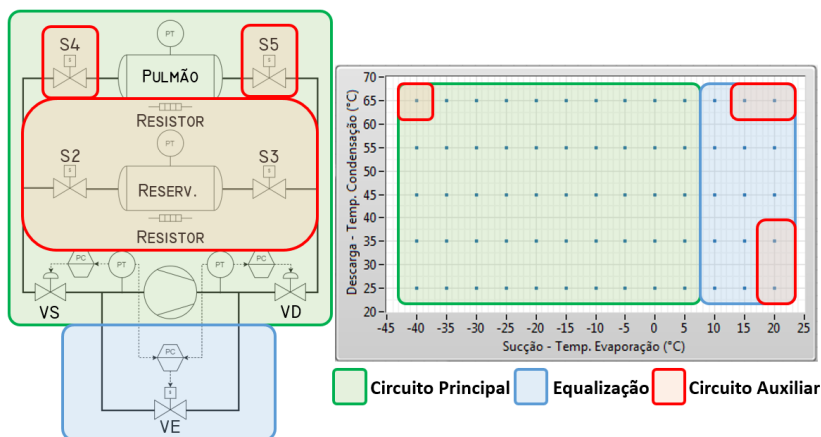 S4
S5
PT
PULMÃO
RESISTOR
PT
S2
S3
RESERV.
RESISTOR
PC
PT
PT
PC
VS
VD
PC
VE
Descarga - Temp. Condensação (°C)
70
65
60
55
50
45
40
35
30
25
20
-45 -40 -35 -30 -25 -20 -15 -10 -5 0 5 10 15 20 25
Sucção - Temp. Evaporação (°C)
Circuito Principal Equalização Circuito Auxiliar